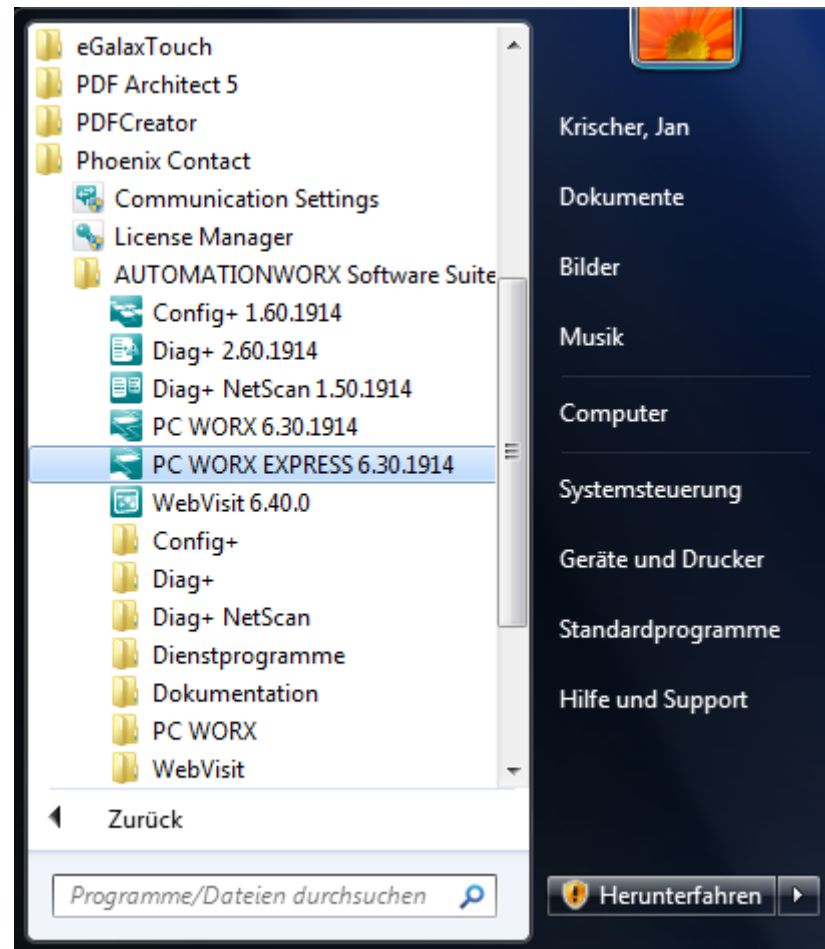 eGalaxTouch
PDF Architect 5
PDFCreator
Phoenix Contact
Communication Settings
License Manager
AUTOMATIONWORX Software Suite
Config+ 1.60.1914
Diag+ 2.60.1914
Diag+ NetScan 1.50.1914
PC WORX 6.30.1914
PC WORX EXPRESS 6.30.1914
WebVisit 6.40.0
Config+
Diag+
Diag+ NetScan
Dienstprogramme
Dokumentation
PC WORX
WebVisit
Zurück
Programme/Dateien durchsuchen
Krischer, Jan
Dokumente
Bilder
Musik
Computer
Systemsteuerung
Geräte und Drucker
Standardprogramme
Hilfe und Support
Herunterfahren